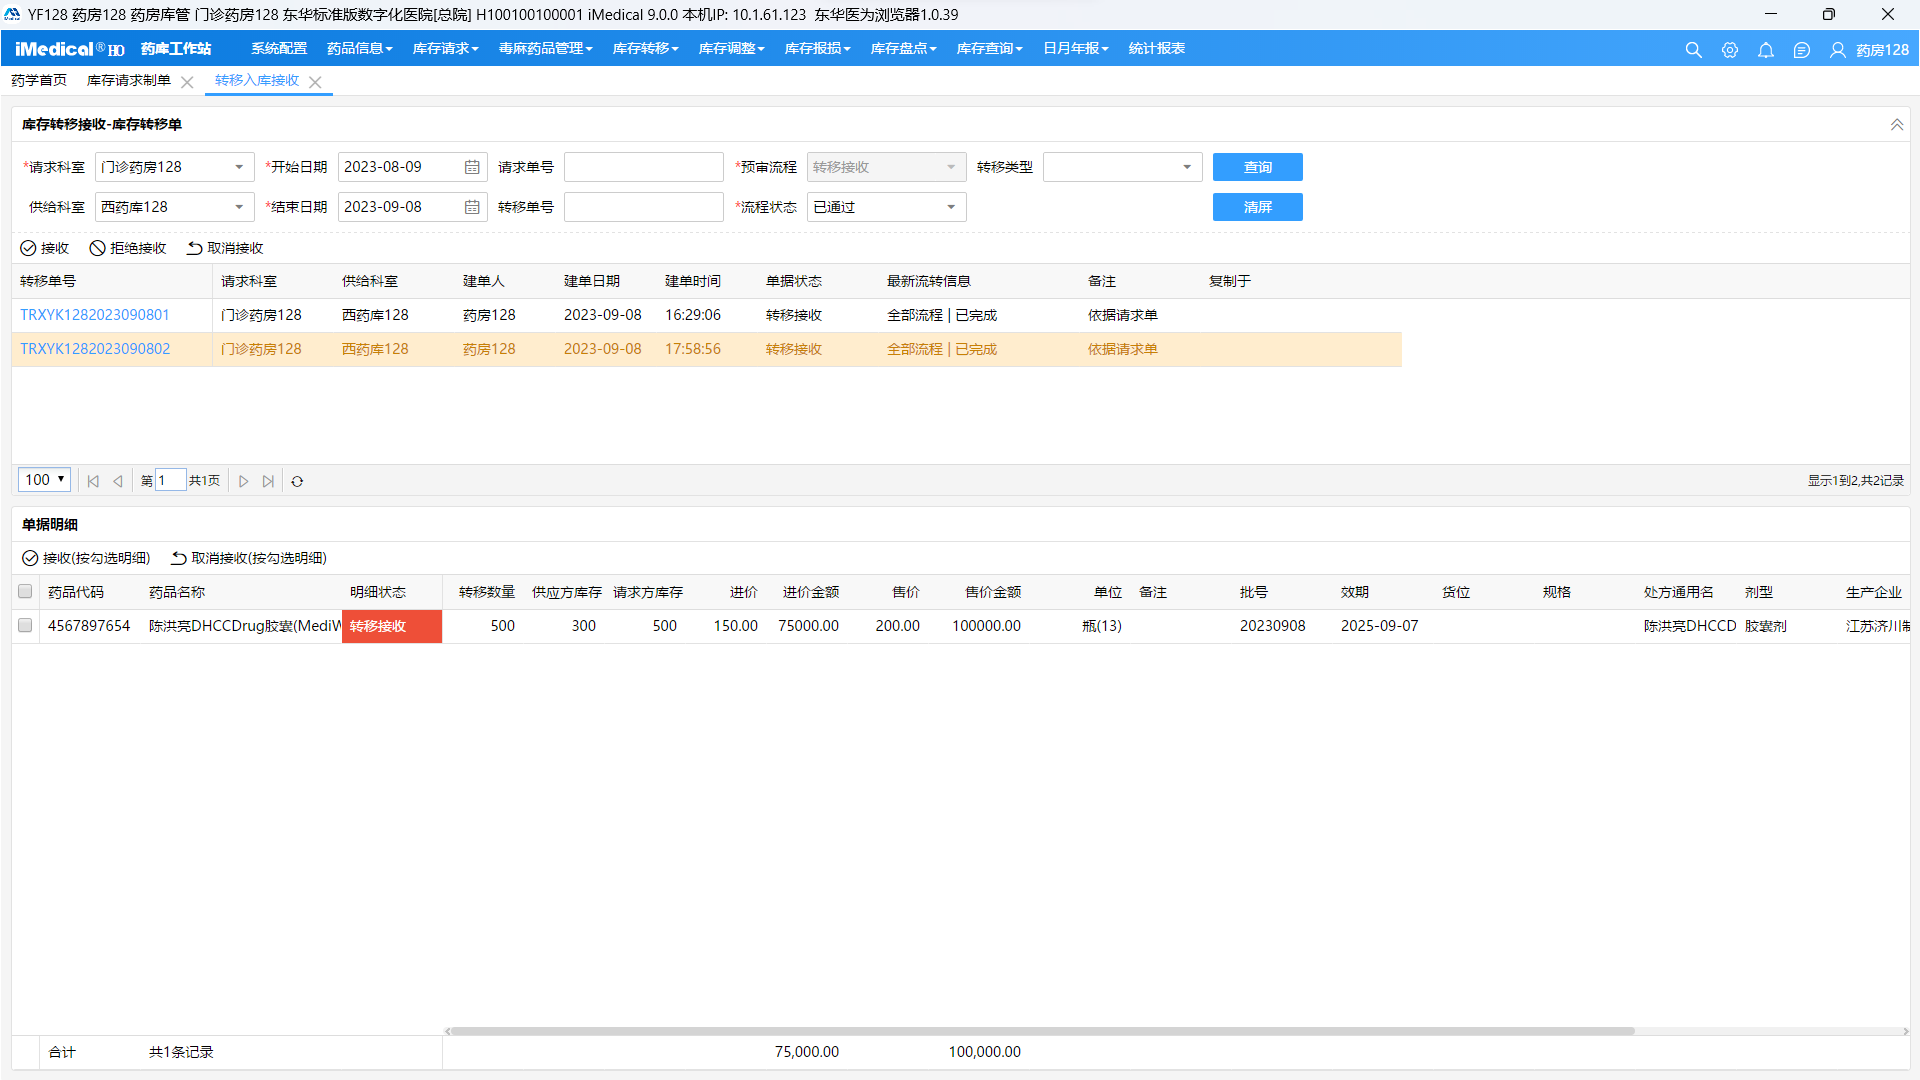 YF128 药房128 药房库管 门诊药房128 东华标准版数字化医院[总院] H100100100001 iMedical 9.0.0 本机IP: 10.1.61.123 东华医为浏览器1.0.39
iMedical®HO 药库工作站 系统配置 药品信息 库存请求 毒麻药品管理 库存转移 库存调整 库存报损 库存盘点 库存查询 日月年报 统计报表 药房128
药学首页 库存请求制单 转移入库接收
库存转移接收-库存转移单
*请求科室 门诊药房128 *开始日期 2023-08-09 请求单号 *预审流程 转移接收 转移类型 查询
供给科室 西药库128 *结束日期 2023-09-08 转移单号 *流程状态 已通过 清屏
接收 拒绝接收 取消接收
转移单号 请求科室 供给科室 建单人 建单日期 建单时间 单据状态 最新流转信息 备注 复制于
TRXYK1282023090801 门诊药房128 西药库128 药房128 2023-09-08 16:29:06 转移接收 全部流程 | 已完成 依据请求单
TRXYK1282023090802 门诊药房128 西药库128 药房128 2023-09-08 17:58:56 转移接收 全部流程 | 已完成 依据请求单
100 第 1 共1页 显示1到2,共2记录
单据明细
接收(按勾选明细) 取消接收(按勾选明细)
药品代码 药品名称 明细状态 转移数量 供应方库存 请求方库存 进价 进价金额 售价 售价金额 单位 备注 批号 效期 货位 规格 处方通用名 剂型 生产企业
4567897654 陈洪亮DHCCDrug胶囊(MediW 转移接收 500 300 500 150.00 75000.00 200.00 100000.00 瓶(13) 20230908 2025-09-07 陈洪亮DHCCD 胶囊剂 江苏济川制
合计 共1条记录 75,000.00 100,000.00